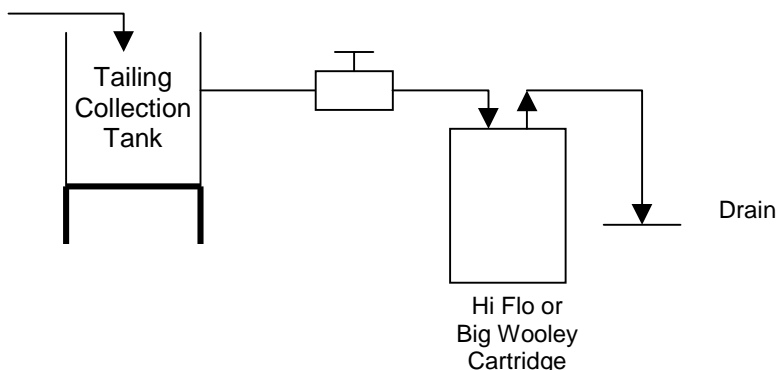 Tailing
Collection
Tank
Drain
Hi Flo or
Big Wooley
Cartridge